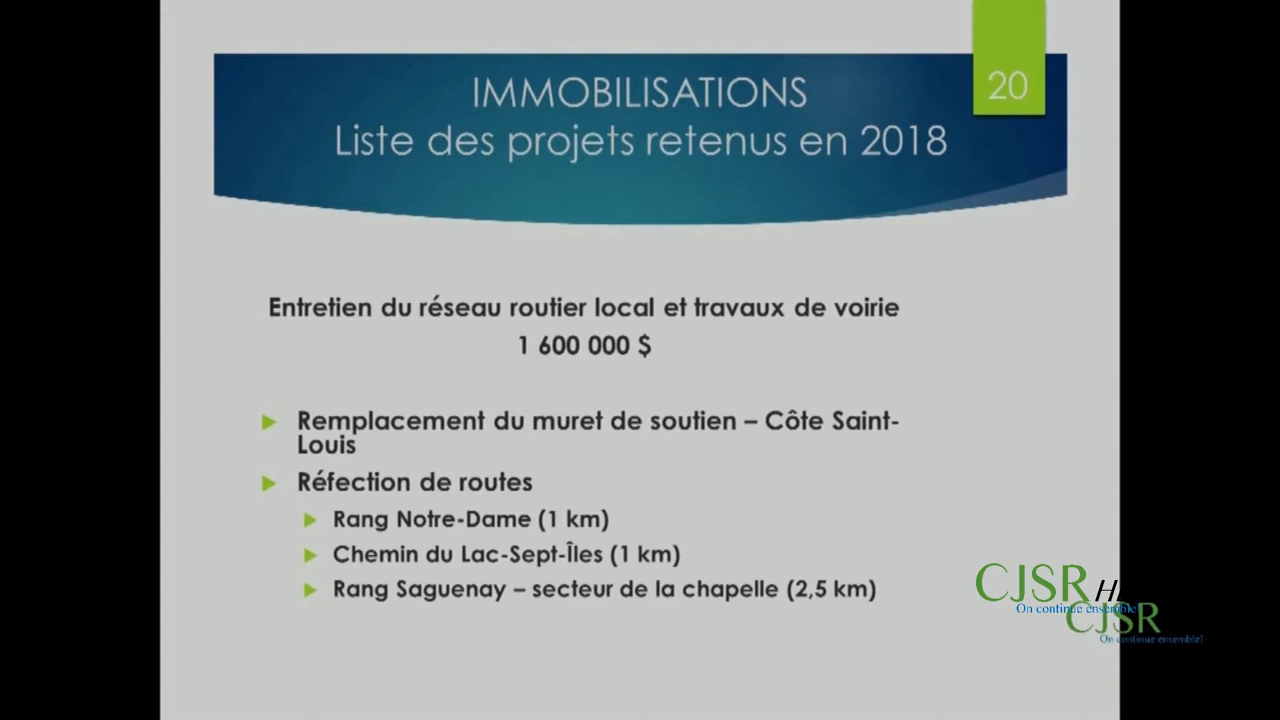 20
IMMOBILISATIONS
Liste des projets retenus en 2018
Entretien du réseau routier local et travaux de voirie
1 600 000 $
Remplacement du muret de soutien – Côte Saint-
Louis
Réfection de routes
Rang Notre-Dame (1 km)
Chemin du Lac-Sept-Îles (1 km)
Rang Saguenay – secteur de la chapelle (2,5 km)
CJSR
On continue ensemble
CJSR
On continue ensemble!